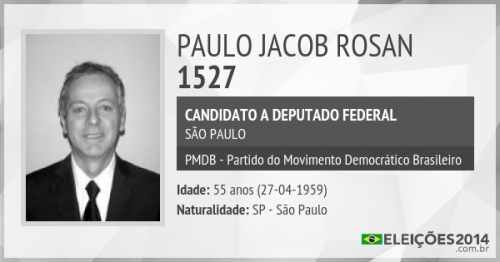 PAULO JACOB ROSAN
1527
CANDIDATO A DEPUTADO FEDERAL
SÃO PAULO
PMDB - Partido do Movimento Democrático Brasileiro
Idade: 55 anos (27-04-1959)
Naturalidade: SP - São Paulo
ELEIÇÕES2014
.com.br